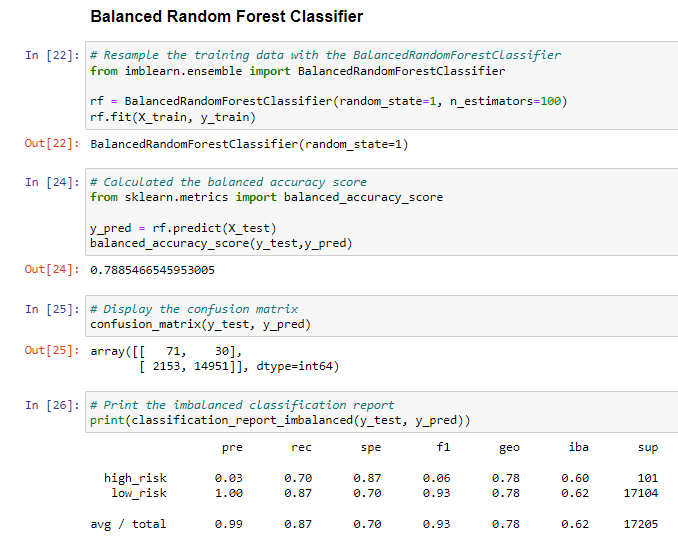 Balanced Random Forest Classifier
In [22]: # Resample the training data with the BalancedRandomForestClassifier
from imblearn.ensemble import BalancedRandomForestClassifier
rf = BalancedRandomForestClassifier(random_state=1, n_estimators=100)
rf.fit(X_train, y_train)
Out[22]: BalancedRandomForestClassifier(random_state=1)
In [24]: # Calculated the balanced accuracy score
from sklearn.metrics import balanced_accuracy_score
y_pred = rf.predict(X_test)
balanced_accuracy_score(y_test,y_pred)
Out[24]: 0.7885466545953005
In [25]: # Display the confusion matrix
confusion_matrix(y_test, y_pred)
Out[25]: array([[   71,    30],
[ 2153, 14951]], dtype=int64)
In [26]: # Print the imbalanced classification report
print(classification_report_imbalanced(y_test, y_pred))
pre rec spe f1 geo iba sup
high_risk 0.03 0.70 0.87 0.06 0.78 0.60 101
low_risk 1.00 0.87 0.70 0.93 0.78 0.62 17104
avg / total 0.99 0.87 0.70 0.93 0.78 0.62 17205